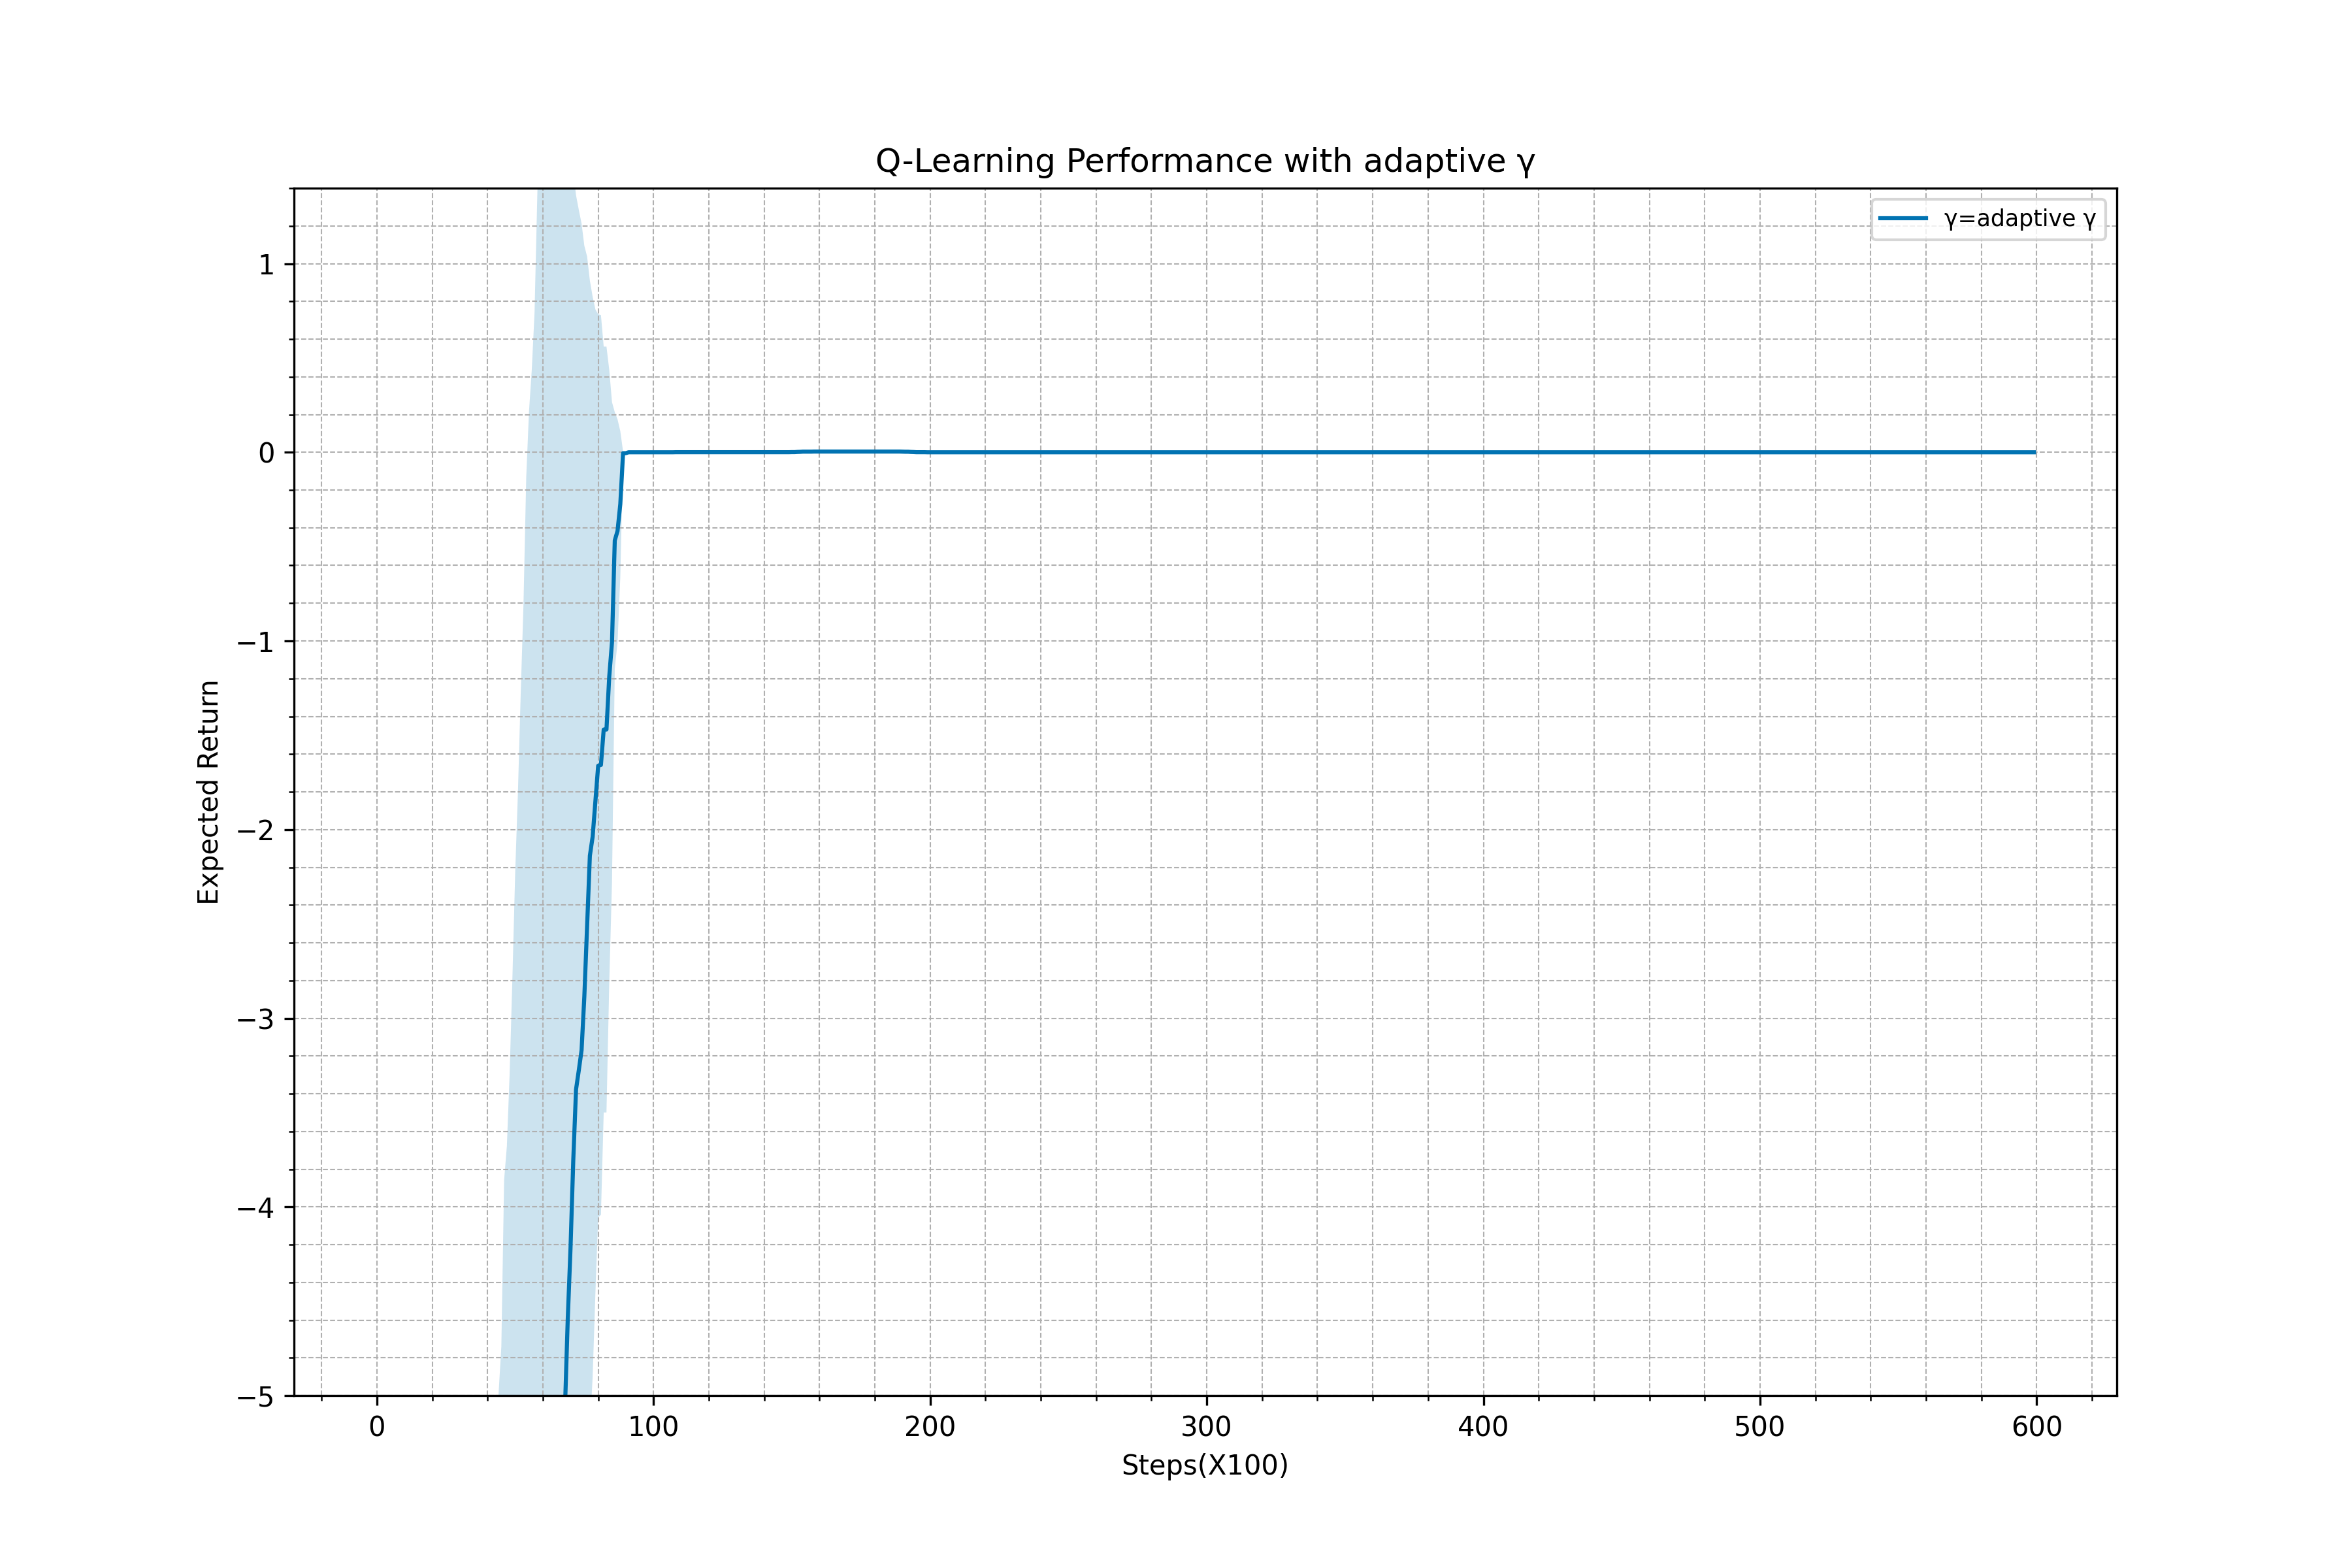 Q-Learning Performance with adaptive γ
γ=adaptive γ
1
0
−1
−2
−3
−4
−5
Expected Return
0 100 200 300 400 500 600
Steps(X100)